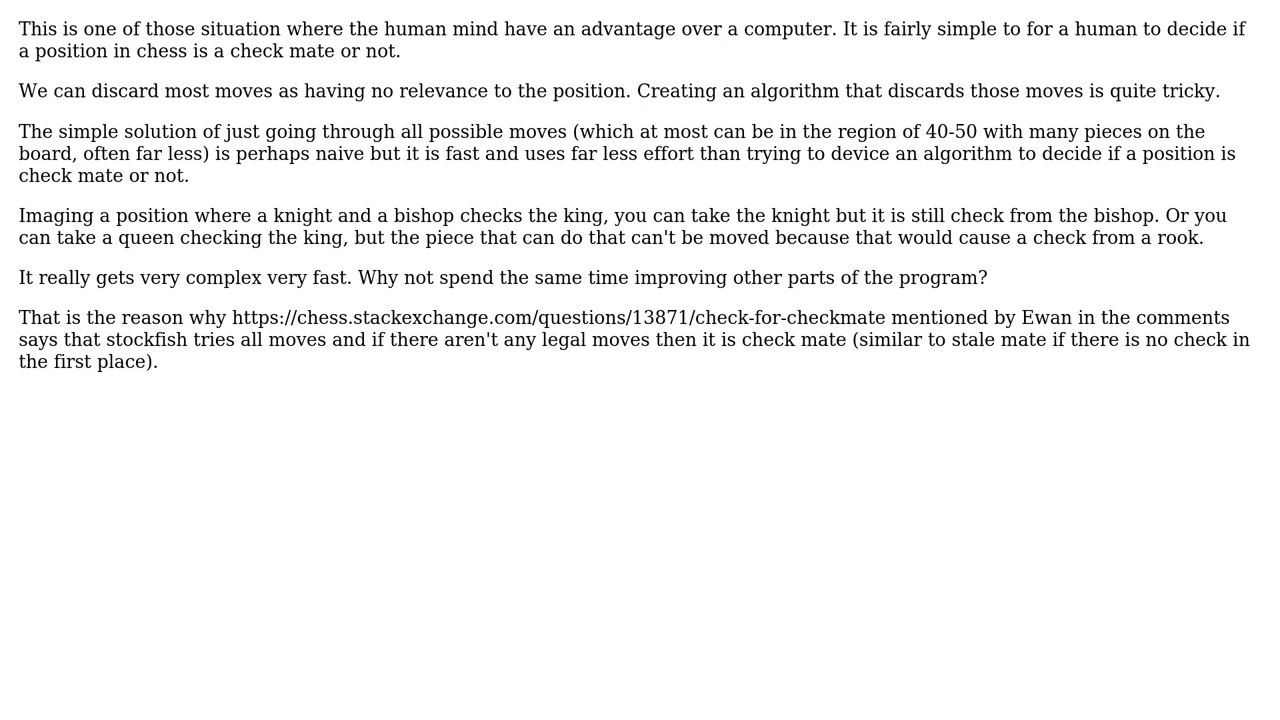 This is one of those situation where the human mind have an advantage over a computer. It is fairly simple to for a human to decide if
a position in chess is a check mate or not.
We can discard most moves as having no relevance to the position. Creating an algorithm that discards those moves is quite tricky.
The simple solution of just going through all possible moves (which at most can be in the region of 40-50 with many pieces on the
board, often far less) is perhaps naive but it is fast and uses far less effort than trying to device an algorithm to decide if a position is
check mate or not.
Imaging a position where a knight and a bishop checks the king, you can take the knight but it is still check from the bishop. Or you
can take a queen checking the king, but the piece that can do that can't be moved because that would cause a check from a rook.
It really gets very complex very fast. Why not spend the same time improving other parts of the program?
That is the reason why https://chess.stackexchange.com/questions/13871/check-for-checkmate mentioned by Ewan in the comments
says that stockfish tries all moves and if there aren't any legal moves then it is check mate (similar to stale mate if there is no check in
the first place).